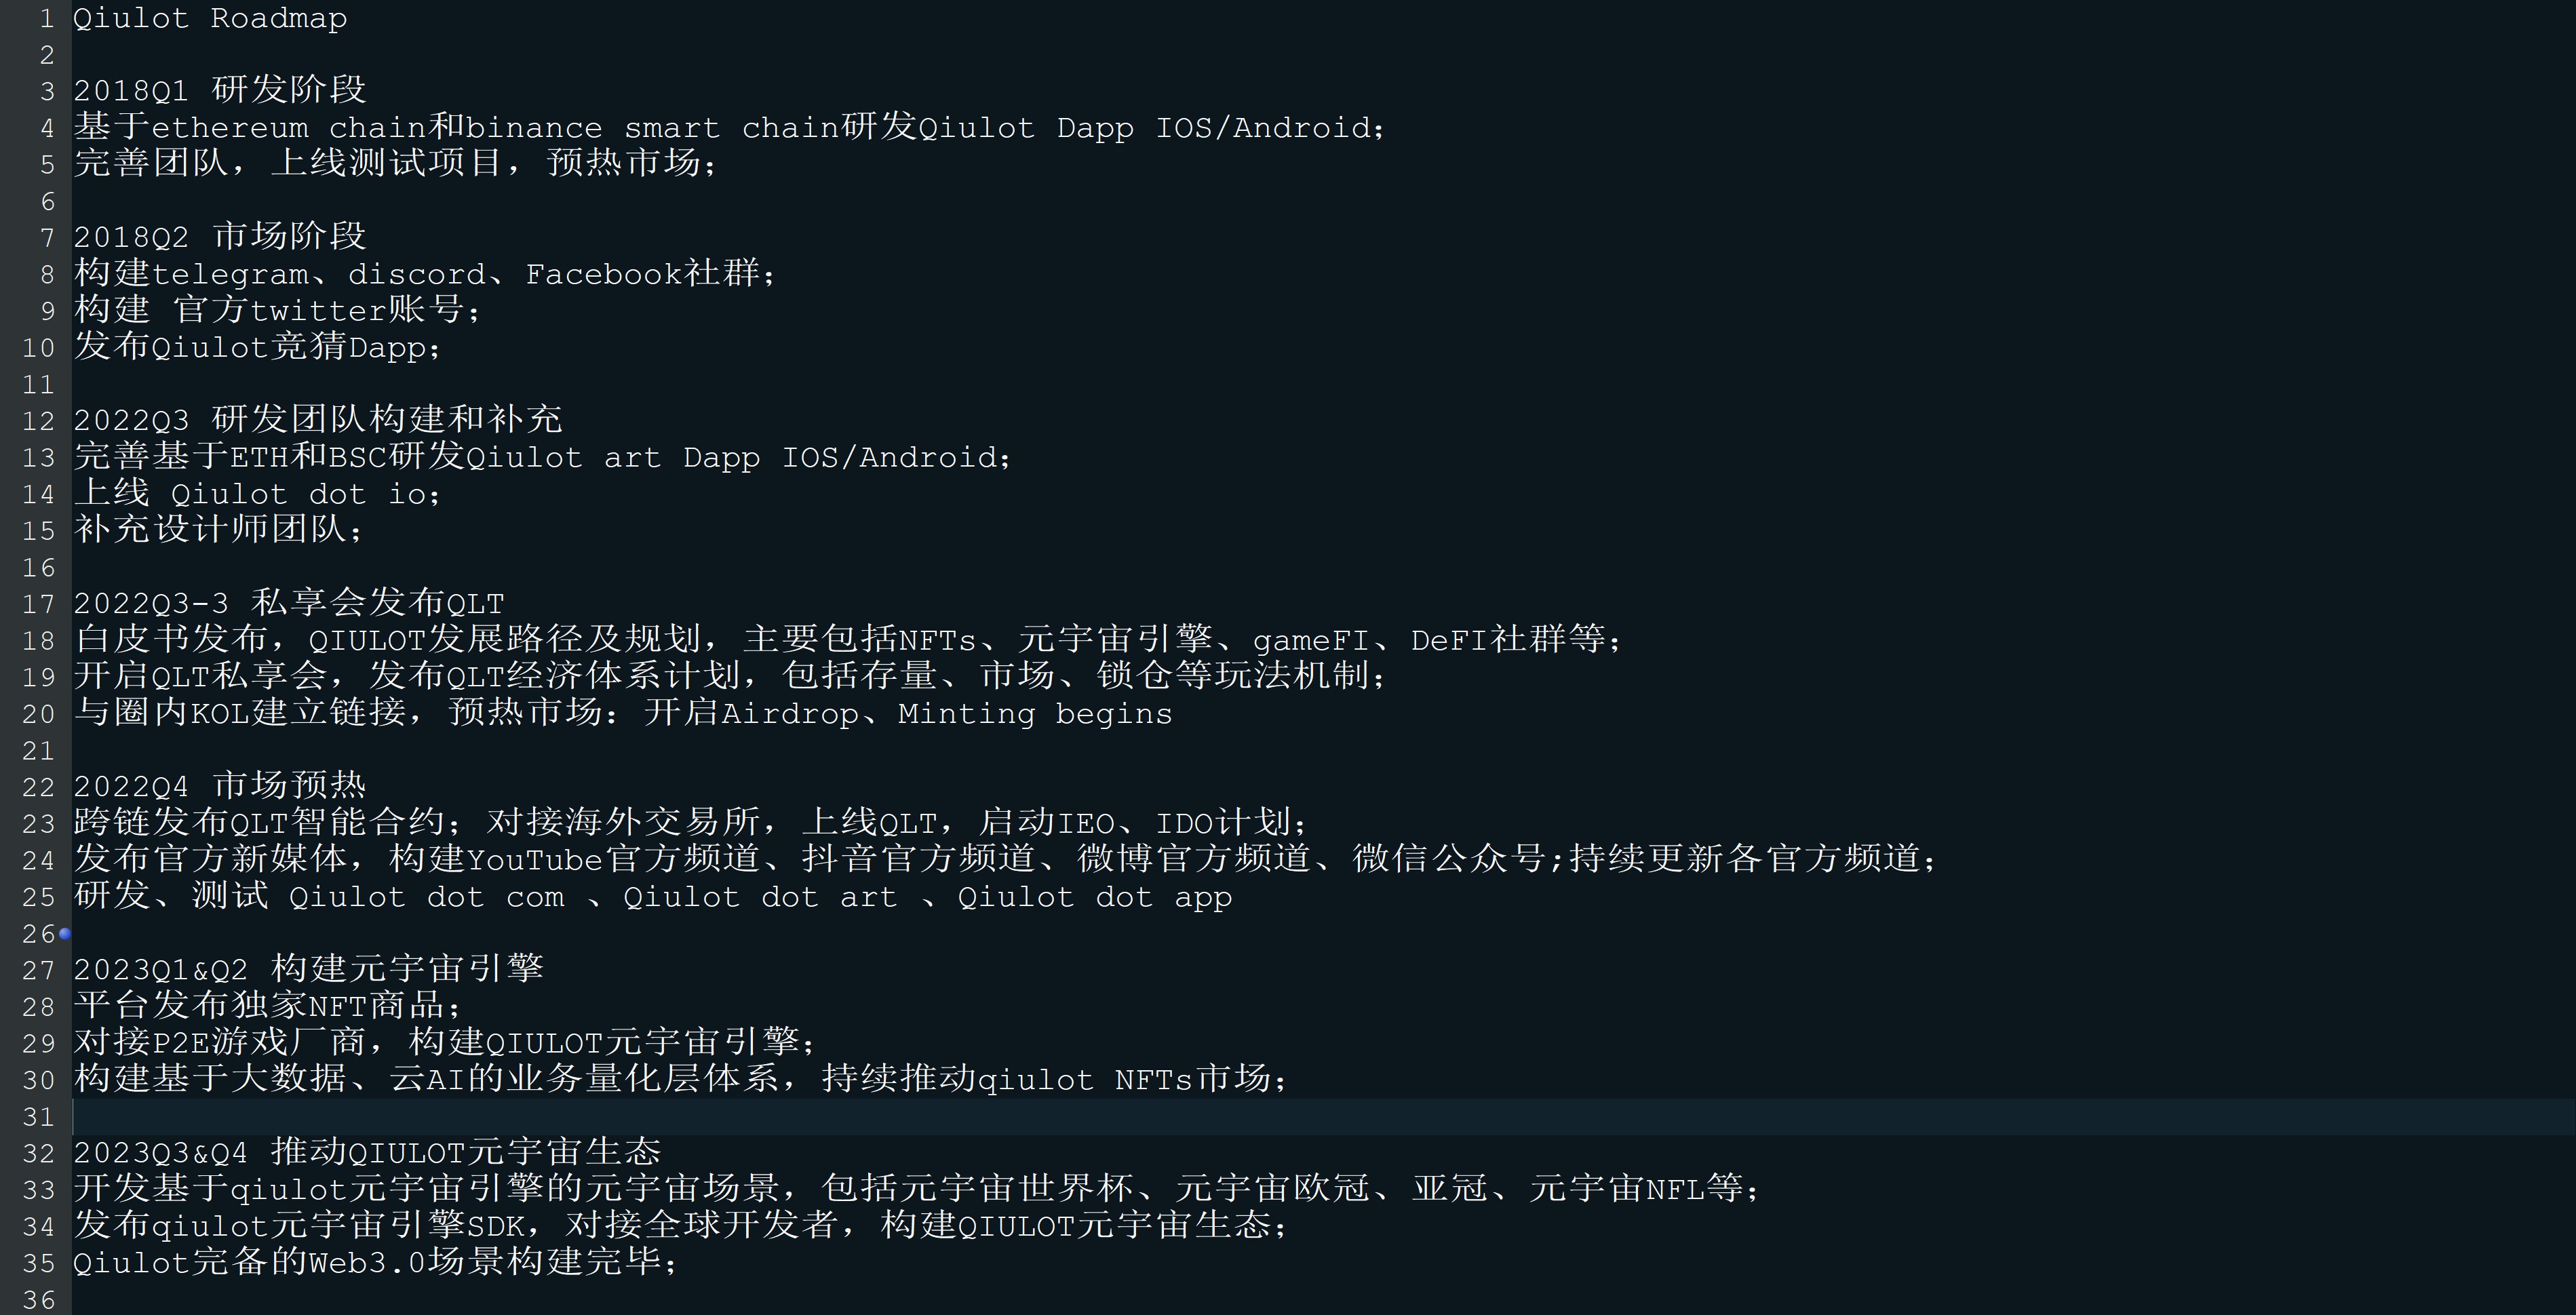 1 Qiulot Roadmap
2
3 2018Q1 研发阶段
4 基于ethereum chain和binance smart chain研发Qiulot Dapp IOS/Android；
5 完善团队，上线测试项目，预热市场；
6
7 2018Q2 市场阶段
8 构建telegram、discord、Facebook社群；
9 构建 官方twitter账号；
10 发布Qiulot竞猜Dapp；
11
12 2022Q3 研发团队构建和补充
13 完善基于ETH和BSC研发Qiulot art Dapp IOS/Android；
14 上线 Qiulot dot io；
15 补充设计师团队；
16
17 2022Q3-3 私享会发布QLT
18 白皮书发布，QIULOT发展路径及规划，主要包括NFTs、元宇宙引擎、gameFI、DeFI社群等；
19 开启QLT私享会，发布QLT经济体系计划，包括存量、市场、锁仓等玩法机制；
20 与圈内KOL建立链接，预热市场：开启Airdrop、Minting begins
21
22 2022Q4 市场预热
23 跨链发布QLT智能合约；对接海外交易所，上线QLT，启动IEO、IDO计划；
24 发布官方新媒体，构建YouTube官方频道、抖音官方频道、微博官方频道、微信公众号;持续更新各官方频道；
25 研发、测试 Qiulot dot com 、Qiulot dot art 、Qiulot dot app
26
27 2023Q1&Q2 构建元宇宙引擎
28 平台发布独家NFT商品；
29 对接P2E游戏厂商，构建QIULOT元宇宙引擎；
30 构建基于大数据、云AI的业务量化层体系，持续推动qiulot NFTs市场；
31
32 2023Q3&Q4 推动QIULOT元宇宙生态
33 开发基于qiulot元宇宙引擎的元宇宙场景，包括元宇宙世界杯、元宇宙欧冠、亚冠、元宇宙NFL等；
34 发布qiulot元宇宙引擎SDK，对接全球开发者，构建QIULOT元宇宙生态；
35 Qiulot完备的Web3.0场景构建完毕；
36